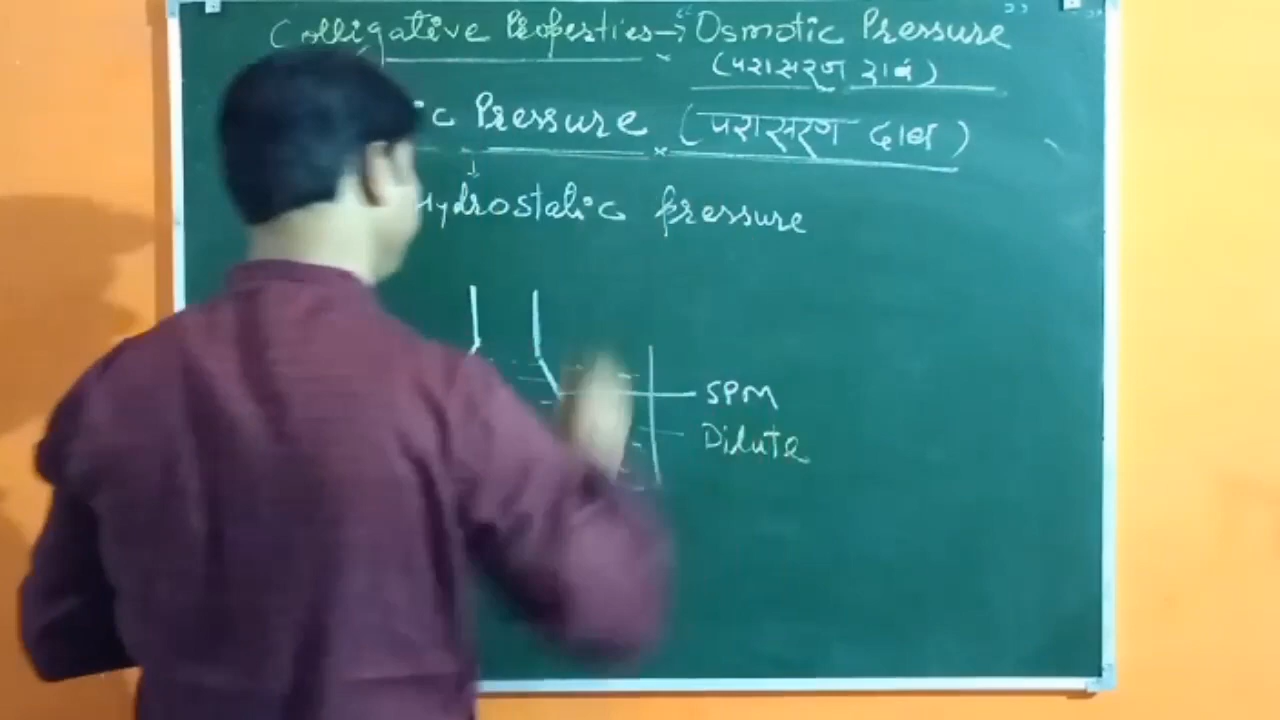 Colligative Properties → "Osmotic Pressure"
(परासरण दाब)
c Pressure (परासरण दाब)
Hydrostatic pressure
SPM
Dilute